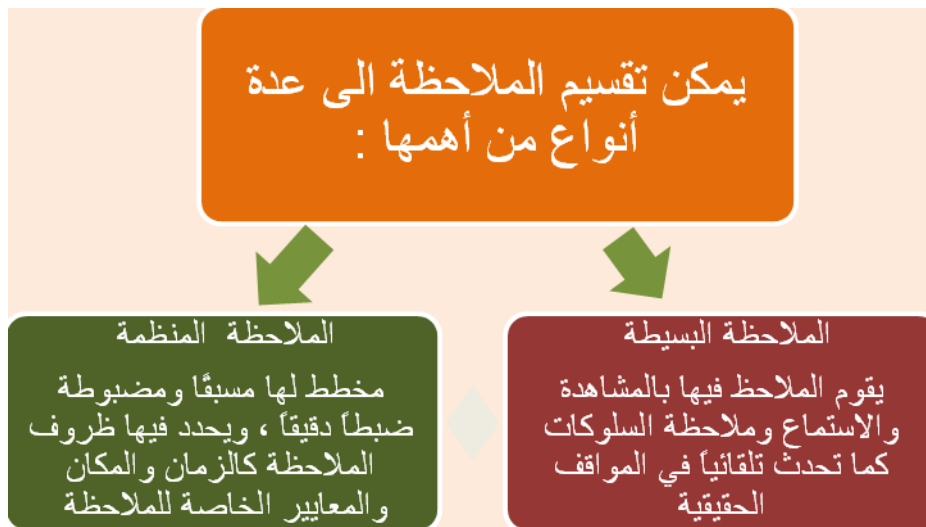 يمكن تقسيم الملاحظة الى عدة
أنواع من أهمها :
الملاحظة البسيطة
يقوم الملاحظ فيها بالمشاهدة
والاستماع وملاحظة السلوكات
كما تحدث تلقائياً في المواقف
الحقيقية
الملاحظة المنظمة
مخطط لها مسبقًا ومضبوطة
ضبطاً دقيقاً ، ويحدد فيها ظروف
الملاحظة كالزمان والمكان
والمعايير الخاصة للملاحظة